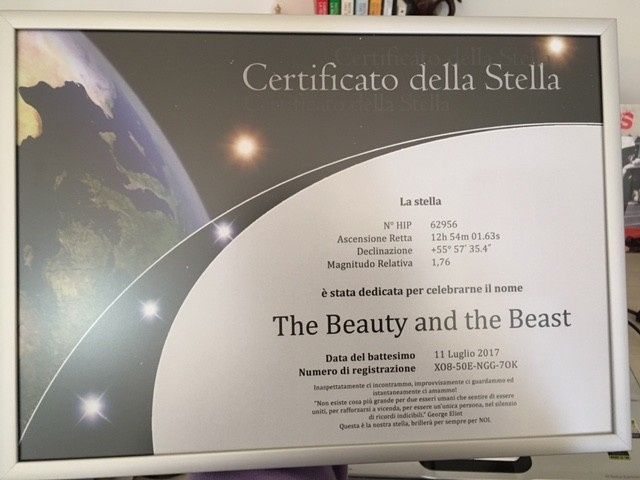 Certificato della Stella
La stella
N° HIP 62956
Ascensione Retta 12h 54m 01.63s
Declinazione +55° 57´ 35.4˝
Magnitudo Relativa 1,76
è stata dedicata per celebrarne il nome
The Beauty and the Beast
Data del battesimo 11 Luglio 2017
Numero di registrazione XO8-50E-NGG-7OK
Inaspettatamente ci incontrammo, improvvisamente ci guardammo ed
istantaneamente ci amammo!
"Non esiste cosa più grande per due esseri umani che sentire di essere
uniti, per rafforzarsi a vicenda, per essere un'unica persona, nel silenzio
di ricordi indicibili." George Eliot
Questa è la nostra stella, brillerà per sempre per NOI.